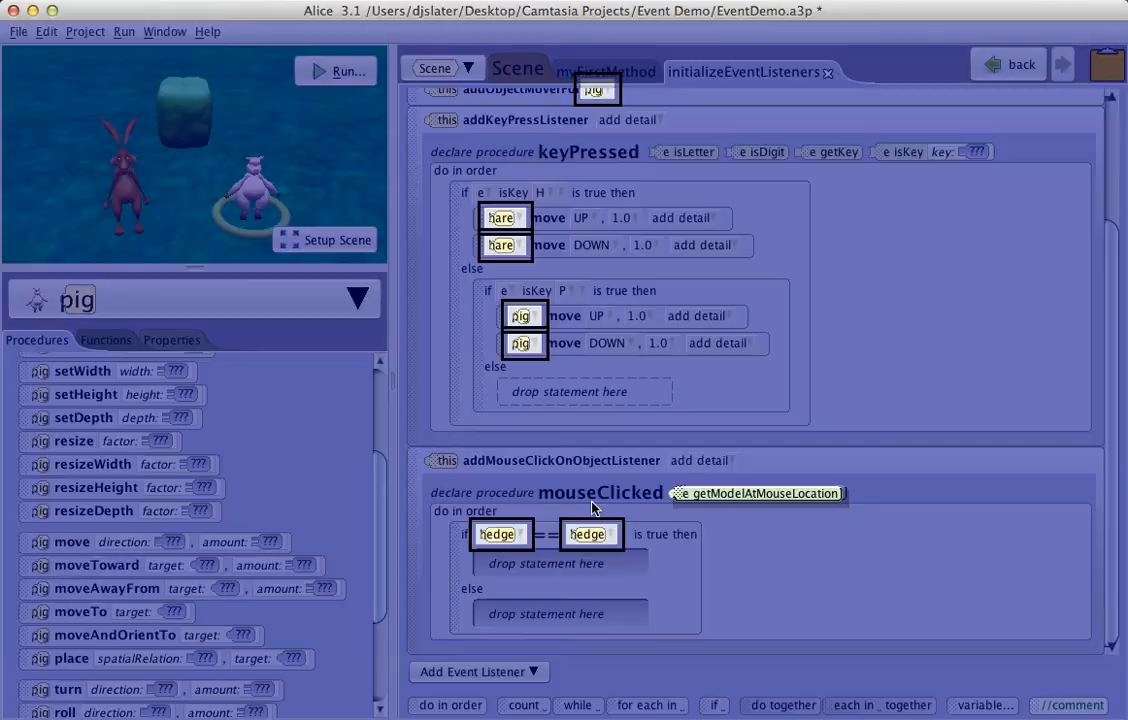 Alice 3.1 /Users/djslater/Desktop/Camtasia Projects/Event Demo/EventDemo.a3p *
File Edit Project Run Window Help
Run...
Setup Scene
Scene Scene myFirstMethod initializeEventListeners back
pig
Procedures Functions Properties
pig setWidth width: ???
pig setHeight height: ???
pig setDepth depth: ???
pig resize factor: ???
pig resizeWidth factor: ???
pig resizeHeight factor: ???
pig resizeDepth factor: ???
pig move direction: ??? , amount: ???
pig moveToward target: ??? , amount: ???
pig moveAwayFrom target: ??? , amount: ???
pig moveTo target: ???
pig moveAndOrientTo target: ???
pig place spatialRelation: ??? , target: ???
pig turn direction: ??? , amount: ???
pig roll direction: ??? , amount: ???
this addObjectMoverFor pig
this addKeyPressListener add detail
declare procedure keyPressed e isLetter e isDigit e getKey e isKey key: ???
do in order
if e isKey H is true then
hare move UP , 1.0 add detail
hare move DOWN , 1.0 add detail
else
if e isKey P is true then
pig move UP , 1.0 add detail
pig move DOWN , 1.0 add detail
else
drop statement here
this addMouseClickOnObjectListener add detail
declare procedure mouseClicked e getModelAtMouseLocation
do in order
if hedge == hedge is true then
drop statement here
else
drop statement here
Add Event Listener
do in order count_ while_ for each in_ if_ do together each in_ together variable... //comment